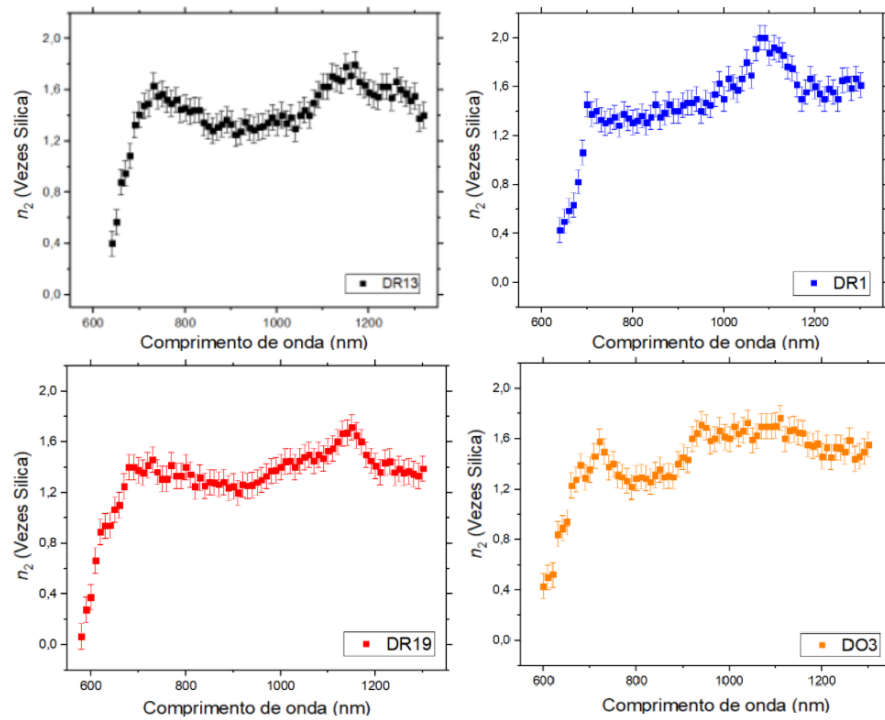 2,0
1,6
1,2
0,8
0,4
0,0
n₂ (Vezes Silica)
DR13
600 800 1000 1200
Comprimento de onda (nm)
2,0
1,6
1,2
0,8
0,4
0,0
n₂ (Vezes Silica)
DR1
600 800 1000 1200
Comprimento de onda (nm)
2,0
1,6
1,2
0,8
0,4
0,0
n₂ (Vezes Silica)
DR19
600 800 1000 1200
Comprimento de onda (nm)
2,0
1,6
1,2
0,8
0,4
0,0
n₂ (Vezes Silica)
DO3
600 800 1000 1200
Comprimento de onda (nm)